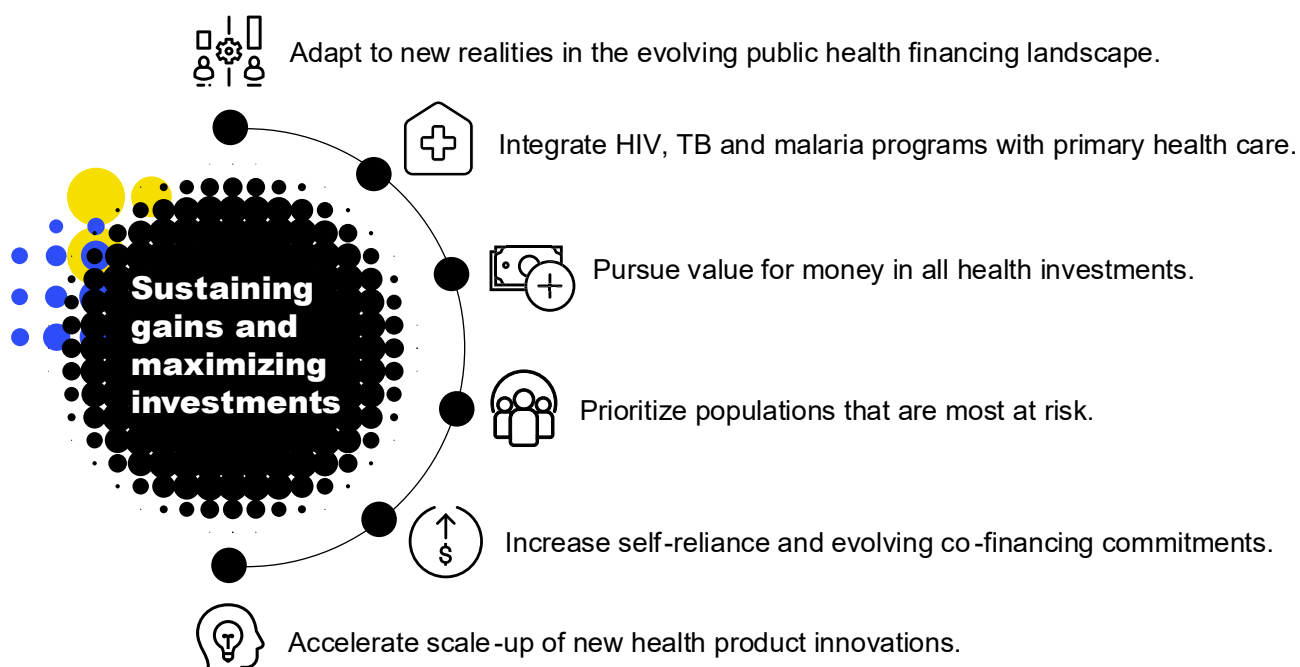 Adapt to new realities in the evolving public health financing landscape.
Integrate HIV, TB and malaria programs with primary health care.
Pursue value for money in all health investments.
Sustaining
gains and
maximizing
investments
Prioritize populations that are most at risk.
Increase self-reliance and evolving co-financing commitments.
$
Accelerate scale-up of new health product innovations.